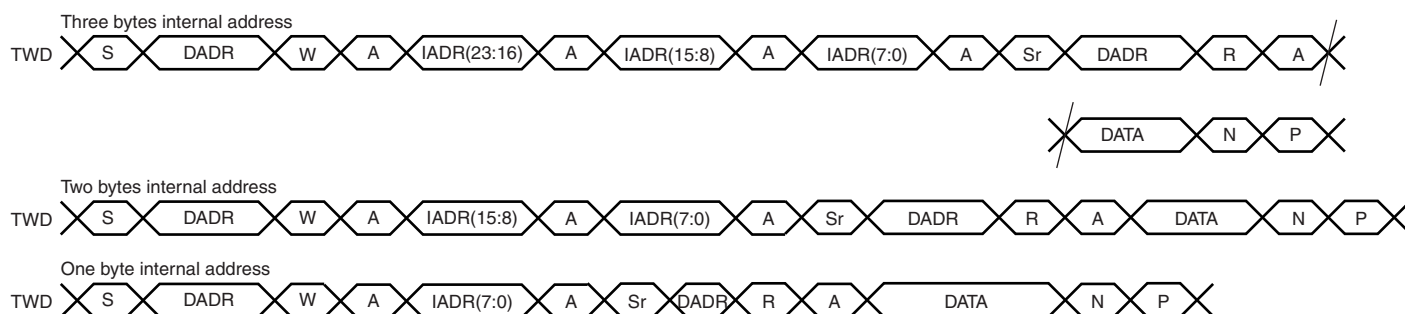 Three bytes internal address
TWD S DADR W A IADR(23:16) A IADR(15:8) A IADR(7:0) A Sr DADR R A
DATA N P
Two bytes internal address
TWD S DADR W A IADR(15:8) A IADR(7:0) A Sr DADR R A DATA N P
One byte internal address
TWD S DADR W A IADR(7:0) A Sr DADR R A DATA N P